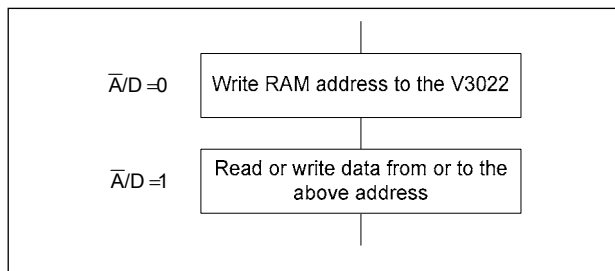 A̅/D =0
Write RAM address to the V3022
A̅/D =1
Read or write data from or to the
above address